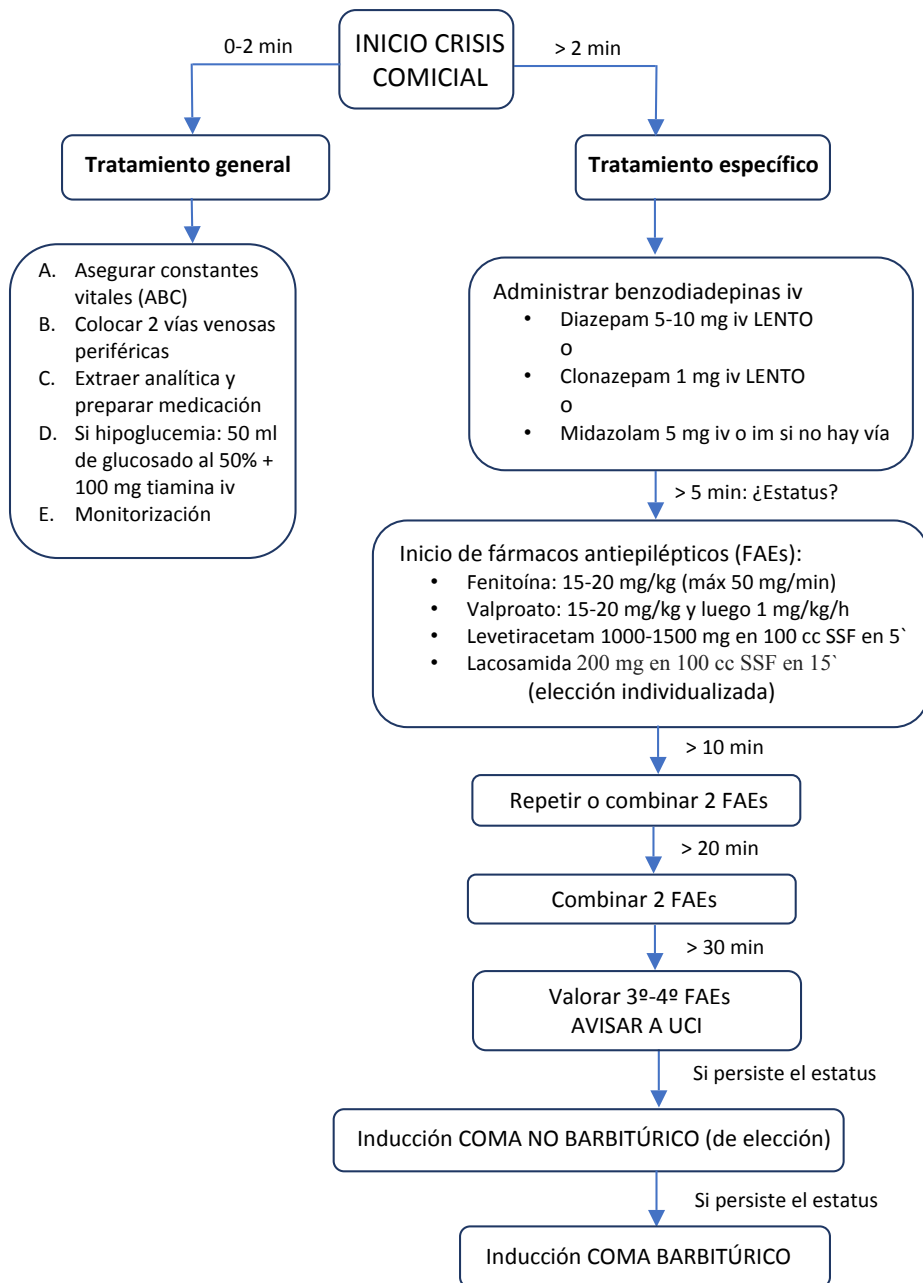 INICIO CRISIS
COMICIAL
0-2 min
> 2 min
Tratamiento general
Tratamiento específico
A. Asegurar constantes
vitales (ABC)
B. Colocar 2 vías venosas
periféricas
C. Extraer analítica y
preparar medicación
D. Si hipoglucemia: 50 ml
de glucosado al 50% +
100 mg tiamina iv
E. Monitorización
Administrar benzodiadepinas iv
• Diazepam 5-10 mg iv LENTO
o
• Clonazepam 1 mg iv LENTO
o
• Midazolam 5 mg iv o im si no hay vía
> 5 min: ¿Estatus?
Inicio de fármacos antiepilépticos (FAEs):
• Fenitoína: 15-20 mg/kg (máx 50 mg/min)
• Valproato: 15-20 mg/kg y luego 1 mg/kg/h
• Levetiracetam 1000-1500 mg en 100 cc SSF en 5`
• Lacosamida 200 mg en 100 cc SSF en 15`
(elección individualizada)
> 10 min
Repetir o combinar 2 FAEs
> 20 min
Combinar 2 FAEs
> 30 min
Valorar 3º-4º FAEs
AVISAR A UCI
Si persiste el estatus
Inducción COMA NO BARBITÚRICO (de elección)
Si persiste el estatus
Inducción COMA BARBITÚRICO